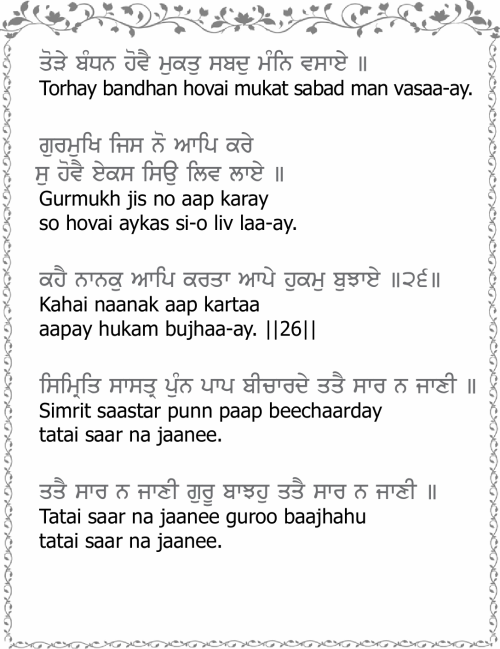 ਤੋੜੇ ਬੰਧਨ ਹੋਵੈ ਮੁਕਤੁ ਸਬਦੁ ਮੰਨਿ ਵਸਾਏ ॥
Torhay bandhan hovai mukat sabad man vasaa-ay.
ਗੁਰਮੁਖਿ ਜਿਸ ਨੋ ਆਪਿ ਕਰੇ
ਸੁ ਹੋਵੈ ਏਕਸ ਸਿਉ ਲਿਵ ਲਾਏ ॥
Gurmukh jis no aap karay
so hovai aykas si-o liv laa-ay.
ਕਹੈ ਨਾਨਕੁ ਆਪਿ ਕਰਤਾ ਆਪੇ ਹੁਕਮੁ ਬੁਝਾਏ ॥੨੬॥
Kahai naanak aap kartaa
aapay hukam bujhaa-ay. ||26||
ਸਿਮ੍ਰਿਤਿ ਸਾਸਤ੍ਰ ਪੁੰਨ ਪਾਪ ਬੀਚਾਰਦੇ ਤਤੈ ਸਾਰ ਨ ਜਾਣੀ ॥
Simrit saastar punn paap beechaarday
tatai saar na jaanee.
ਤਤੈ ਸਾਰ ਨ ਜਾਣੀ ਗੁਰੂ ਬਾਝਹੁ ਤਤੈ ਸਾਰ ਨ ਜਾਣੀ ॥
Tatai saar na jaanee guroo baajhahu
tatai saar na jaanee.